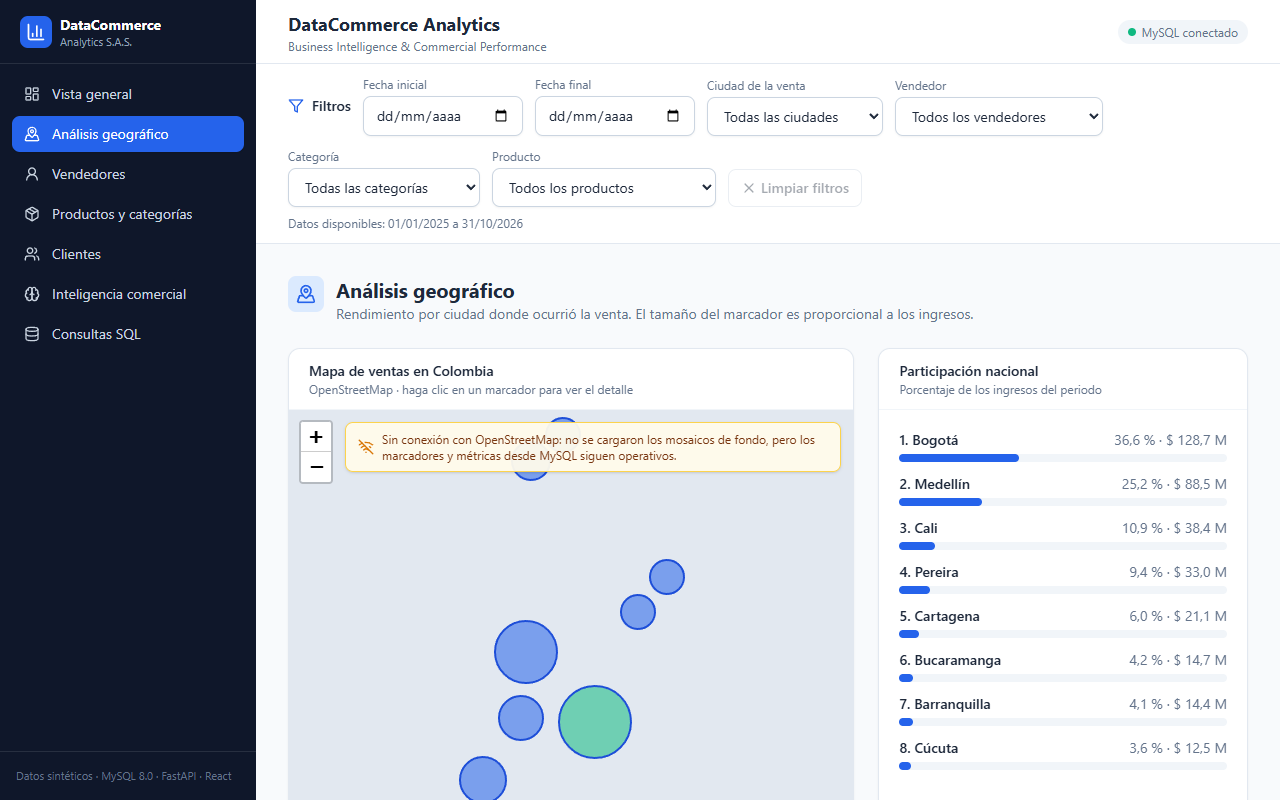 DataCommerce
Analytics S.A.S.
Vista general
Análisis geográfico
Vendedores
Productos y categorías
Clientes
Inteligencia comercial
Consultas SQL
Datos sintéticos · MySQL 8.0 · FastAPI · React
DataCommerce Analytics
Business Intelligence & Commercial Performance
MySQL conectado
Filtros
Fecha inicial
dd/mm/aaaa
Fecha final
dd/mm/aaaa
Ciudad de la venta
Todas las ciudades
Vendedor
Todos los vendedores
Categoría
Todas las categorías
Producto
Todos los productos
Limpiar filtros
Datos disponibles: 01/01/2025 a 31/10/2026
Análisis geográfico
Rendimiento por ciudad donde ocurrió la venta. El tamaño del marcador es proporcional a los ingresos.
Mapa de ventas en Colombia
OpenStreetMap · haga clic en un marcador para ver el detalle
+
−
Sin conexión con OpenStreetMap: no se cargaron los mosaicos de fondo, pero los
marcadores y métricas desde MySQL siguen operativos.
Participación nacional
Porcentaje de los ingresos del periodo
1. Bogotá 36,6 % · $ 128,7 M
2. Medellín 25,2 % · $ 88,5 M
3. Cali 10,9 % · $ 38,4 M
4. Pereira 9,4 % · $ 33,0 M
5. Cartagena 6,0 % · $ 21,1 M
6. Bucaramanga 4,2 % · $ 14,7 M
7. Barranquilla 4,1 % · $ 14,4 M
8. Cúcuta 3,6 % · $ 12,5 M